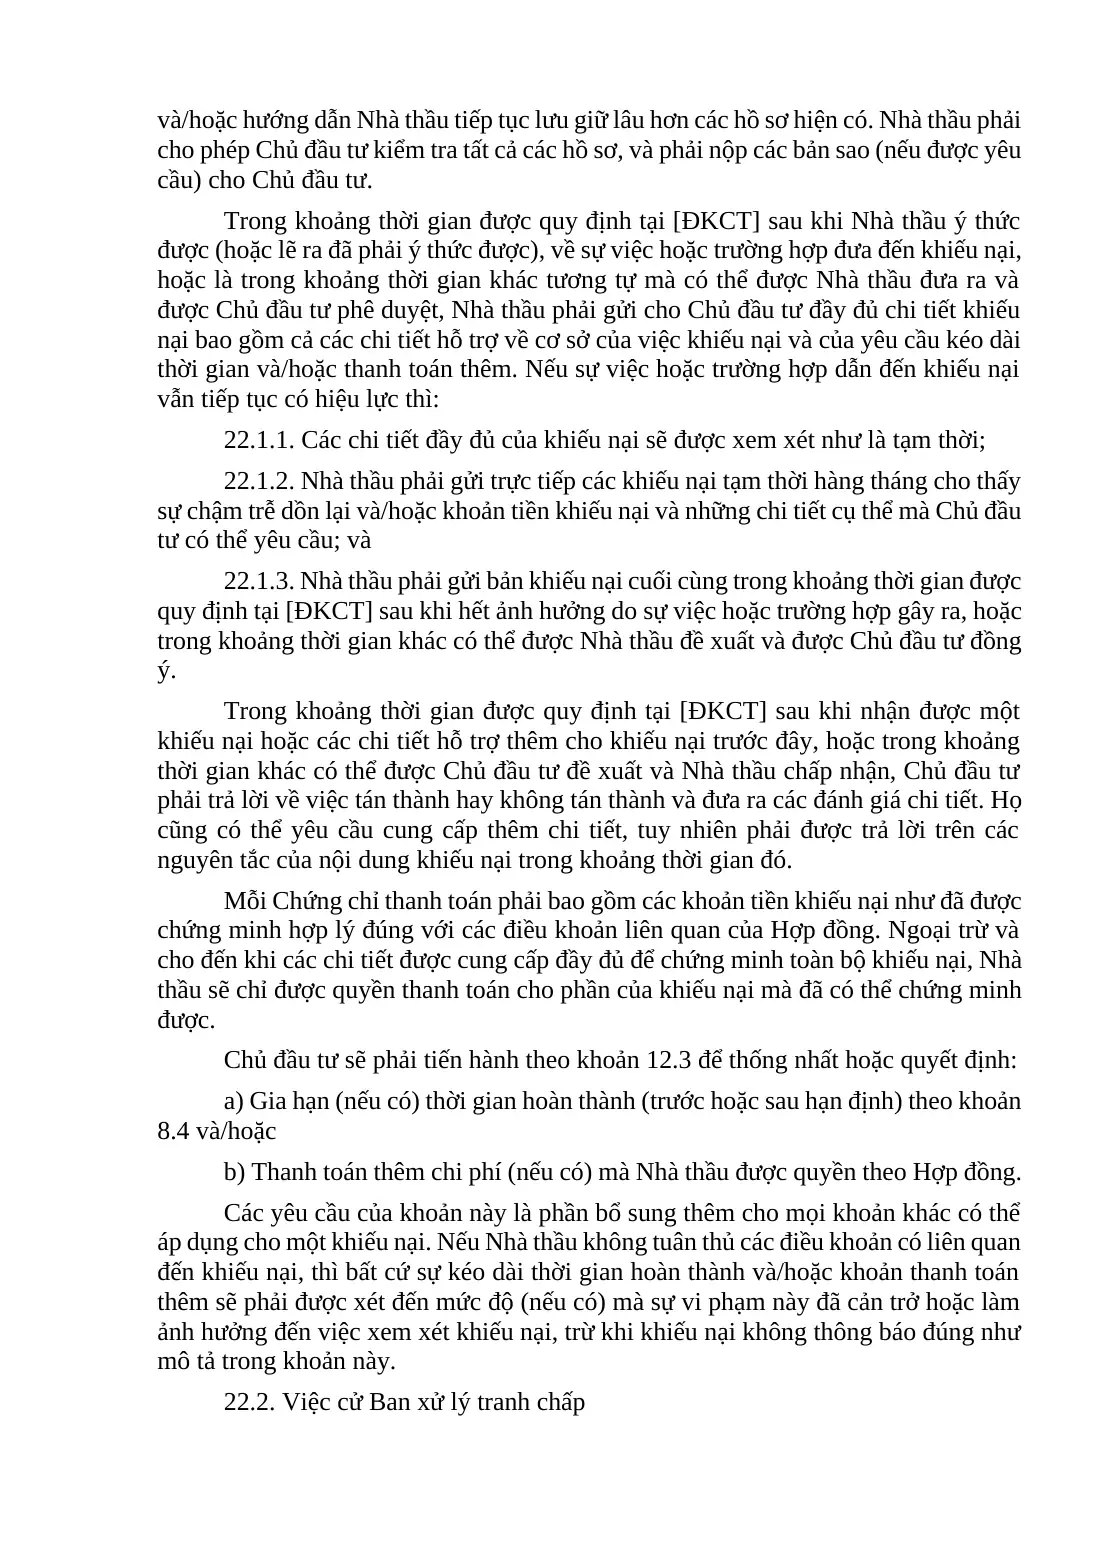 và/hoặc hướng dẫn Nhà thầu tiếp tục lưu giữ lâu hơn các hồ sơ hiện có. Nhà thầu phải
cho phép Chủ đầu tư kiểm tra tất cả các hồ sơ, và phải nộp các bản sao (nếu được yêu
cầu) cho Chủ đầu tư.
Trong khoảng thời gian được quy định tại [ĐKCT] sau khi Nhà thầu ý thức
được (hoặc lẽ ra đã phải ý thức được), về sự việc hoặc trường hợp đưa đến khiếu nại,
hoặc là trong khoảng thời gian khác tương tự mà có thể được Nhà thầu đưa ra và
được Chủ đầu tư phê duyệt, Nhà thầu phải gửi cho Chủ đầu tư đầy đủ chi tiết khiếu
nại bao gồm cả các chi tiết hỗ trợ về cơ sở của việc khiếu nại và của yêu cầu kéo dài
thời gian và/hoặc thanh toán thêm. Nếu sự việc hoặc trường hợp dẫn đến khiếu nại
vẫn tiếp tục có hiệu lực thì:
22.1.1. Các chi tiết đầy đủ của khiếu nại sẽ được xem xét như là tạm thời;
22.1.2. Nhà thầu phải gửi trực tiếp các khiếu nại tạm thời hàng tháng cho thấy
sự chậm trễ dồn lại và/hoặc khoản tiền khiếu nại và những chi tiết cụ thể mà Chủ đầu
tư có thể yêu cầu; và
22.1.3. Nhà thầu phải gửi bản khiếu nại cuối cùng trong khoảng thời gian được
quy định tại [ĐKCT] sau khi hết ảnh hưởng do sự việc hoặc trường hợp gây ra, hoặc
trong khoảng thời gian khác có thể được Nhà thầu đề xuất và được Chủ đầu tư đồng
ý.
Trong khoảng thời gian được quy định tại [ĐKCT] sau khi nhận được một
khiếu nại hoặc các chi tiết hỗ trợ thêm cho khiếu nại trước đây, hoặc trong khoảng
thời gian khác có thể được Chủ đầu tư đề xuất và Nhà thầu chấp nhận, Chủ đầu tư
phải trả lời về việc tán thành hay không tán thành và đưa ra các đánh giá chi tiết. Họ
cũng có thể yêu cầu cung cấp thêm chi tiết, tuy nhiên phải được trả lời trên các
nguyên tắc của nội dung khiếu nại trong khoảng thời gian đó.
Mỗi Chứng chỉ thanh toán phải bao gồm các khoản tiền khiếu nại như đã được
chứng minh hợp lý đúng với các điều khoản liên quan của Hợp đồng. Ngoại trừ và
cho đến khi các chi tiết được cung cấp đầy đủ để chứng minh toàn bộ khiếu nại, Nhà
thầu sẽ chỉ được quyền thanh toán cho phần của khiếu nại mà đã có thể chứng minh
được.
Chủ đầu tư sẽ phải tiến hành theo khoản 12.3 để thống nhất hoặc quyết định:
a) Gia hạn (nếu có) thời gian hoàn thành (trước hoặc sau hạn định) theo khoản
8.4 và/hoặc
b) Thanh toán thêm chi phí (nếu có) mà Nhà thầu được quyền theo Hợp đồng.
Các yêu cầu của khoản này là phần bổ sung thêm cho mọi khoản khác có thể
áp dụng cho một khiếu nại. Nếu Nhà thầu không tuân thủ các điều khoản có liên quan
đến khiếu nại, thì bất cứ sự kéo dài thời gian hoàn thành và/hoặc khoản thanh toán
thêm sẽ phải được xét đến mức độ (nếu có) mà sự vi phạm này đã cản trở hoặc làm
ảnh hưởng đến việc xem xét khiếu nại, trừ khi khiếu nại không thông báo đúng như
mô tả trong khoản này.
22.2. Việc cử Ban xử lý tranh chấp